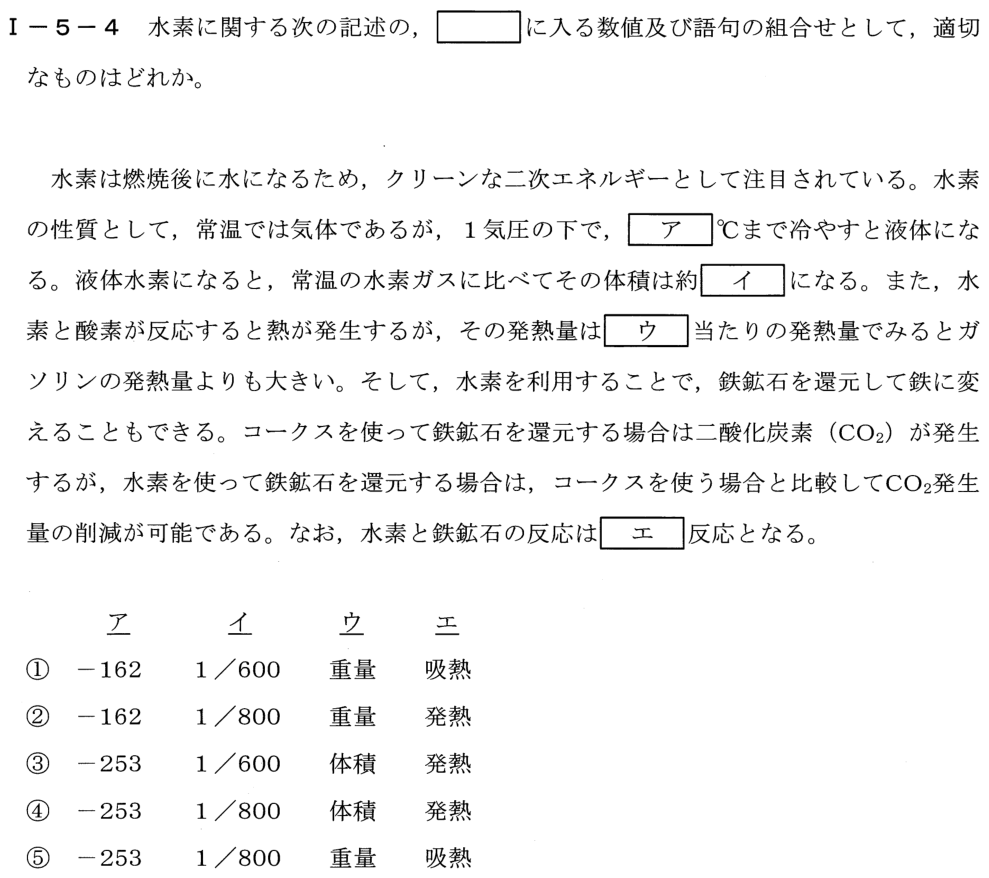 Ⅰ－5－4　水素に関する次の記述の，　　　に入る数値及び語句の組合せとして，適切
なものはどれか。
水素は燃焼後に水になるため，クリーンな二次エネルギーとして注目されている。水素
の性質として，常温では気体であるが，１気圧の下で，　ア　℃まで冷やすと液体にな
る。液体水素になると，常温の水素ガスに比べてその体積は約　イ　になる。また，水
素と酸素が反応すると熱が発生するが，その発熱量は　ウ　当たりの発熱量でみるとガ
ソリンの発熱量よりも大きい。そして，水素を利用することで，鉄鉱石を還元して鉄に変
えることもできる。コークスを使って鉄鉱石を還元する場合は二酸化炭素（CO₂）が発生
するが，水素を使って鉄鉱石を還元する場合は，コークスを使う場合と比較してCO₂発生
量の削減が可能である。なお，水素と鉄鉱石の反応は　エ　反応となる。
ア　イ　ウ　エ
①　－162　1／600　重量　吸熱
②　－162　1／800　重量　発熱
③　－253　1／600　体積　発熱
④　－253　1／800　体積　発熱
⑤　－253　1／800　重量　吸熱